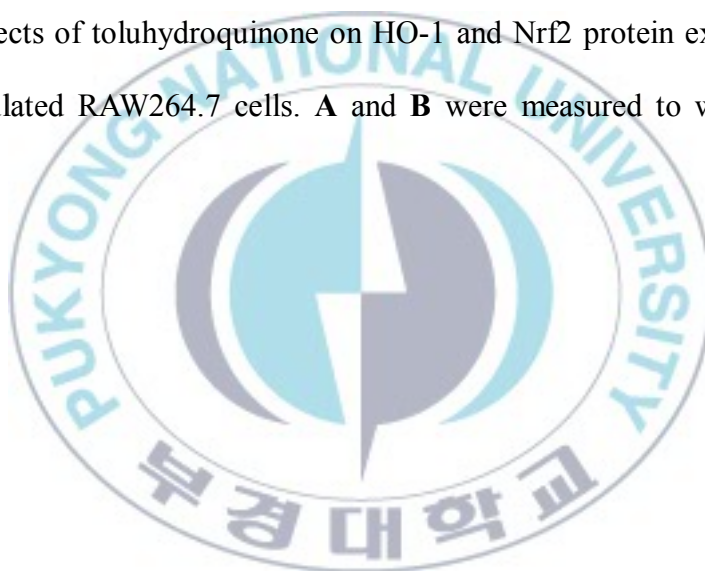 ects of toluhydroquinone on HO-1 and Nrf2 protein ex
ulated RAW264.7 cells. A and B were measured to w
PUKYONG NATIONAL UNIVERSITY
부경대학교